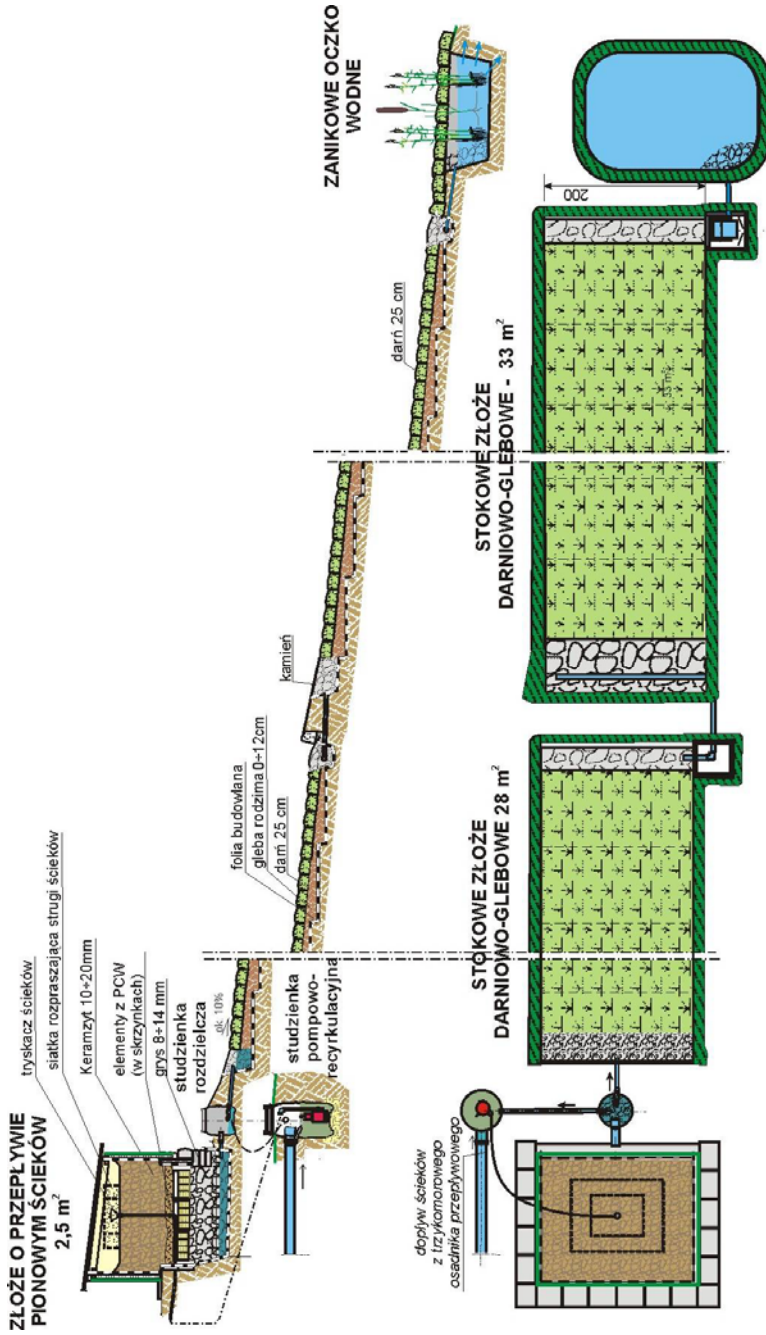 ZŁOŻE O PRZEPŁYWIE
PIONOWYM ŚCIEKÓW
2,5 m²
tryskacz ścieków
siatka rozpraszająca strugi ścieków
Keramzyt 10÷20mm
elementy z PCW
(w skrzynkach)
grys 8÷14 mm
studzienka
rozdzielcza
ok. 10%
studzienka
pompowo-
recyrkulacyjna
folia budowlana
gleba rodzima 0÷12cm
darń 25 cm
kamień
darń 25 cm
ZANIKOWE OCZKO
WODNE
dopływ ścieków
z trzykomorowego
osadnika przepływowego
STOKOWE ZŁOŻE
DARNIOWO-GLEBOWE 28 m²
STOKOWE ZŁOŻE
DARNIOWO-GLEBOWE - 33 m²
33 m²
200